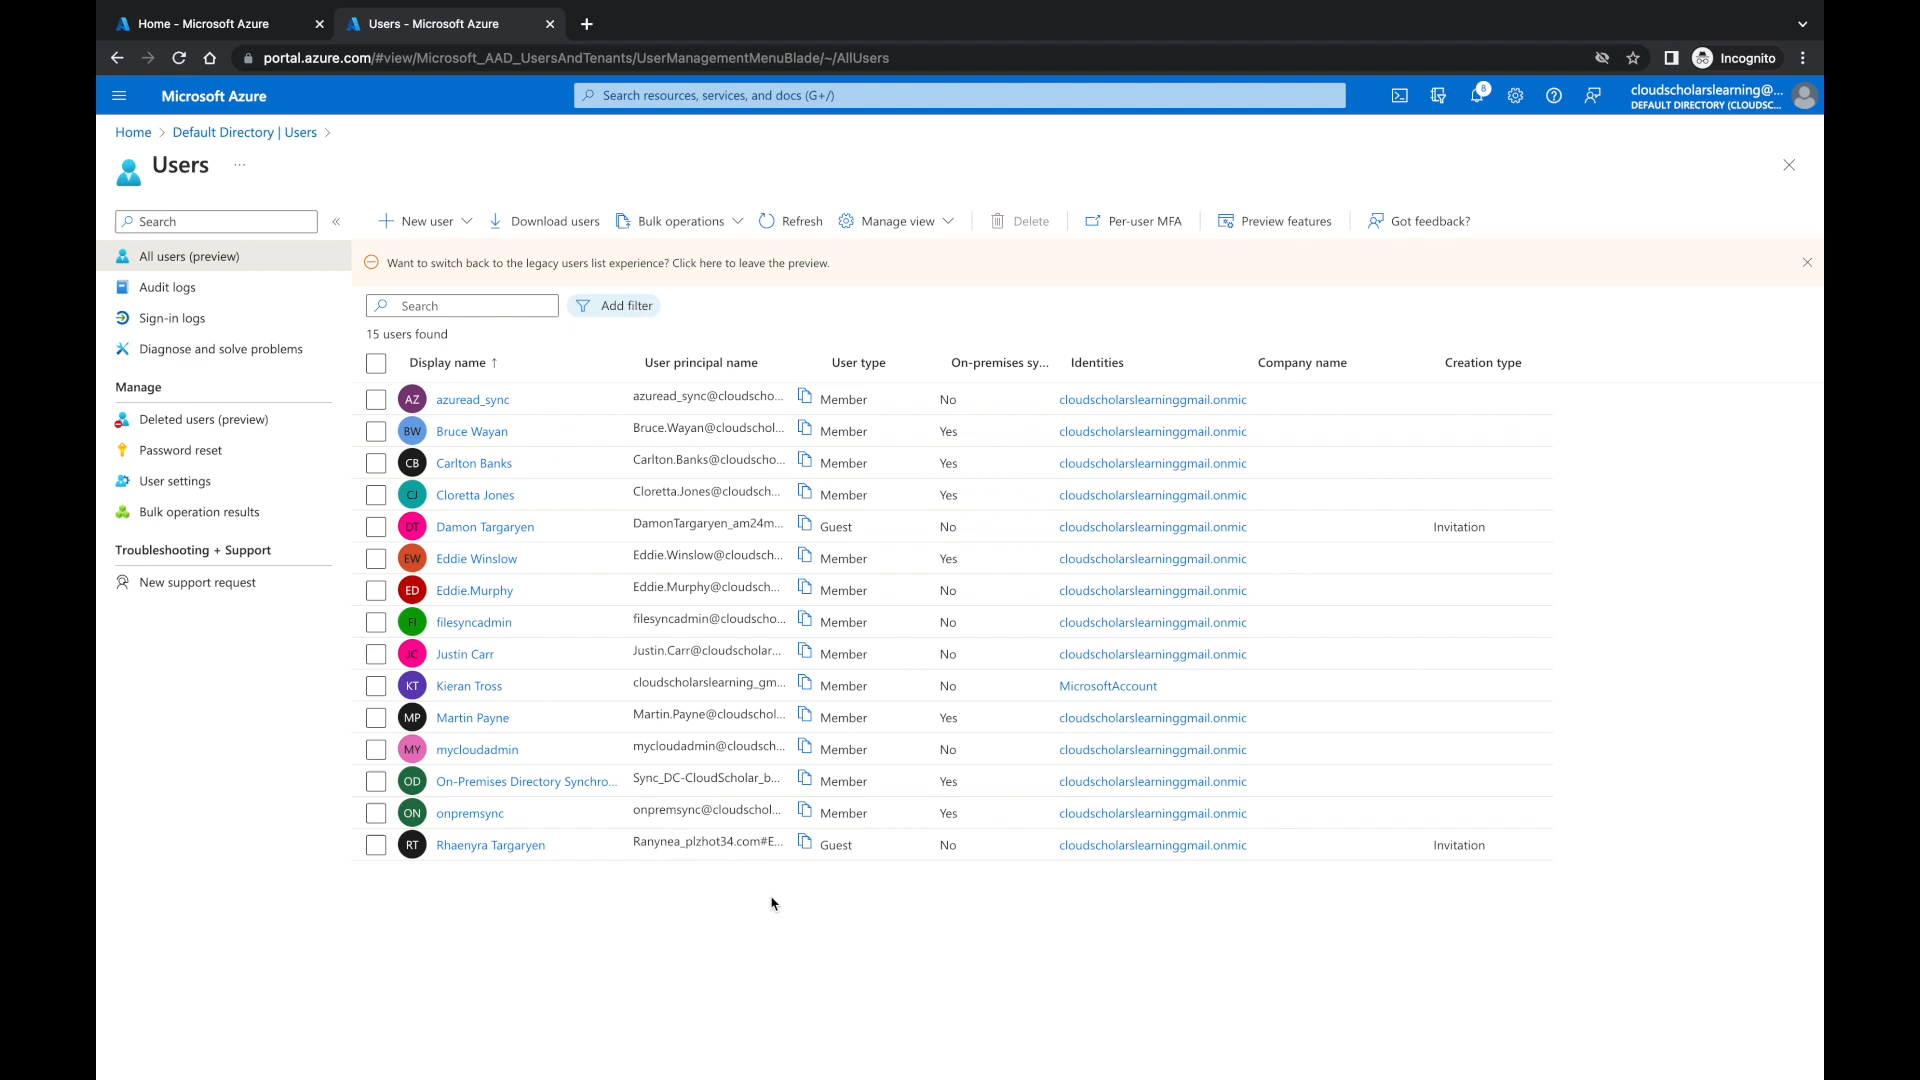 Home - Microsoft Azure
Users - Microsoft Azure
portal.azure.com/#view/Microsoft_AAD_UsersAndTenants/UserManagementMenuBlade/~/AllUsers
Incognito
Microsoft Azure
Search resources, services, and docs (G+/)
8
cloudscholarslearning@...
DEFAULT DIRECTORY (CLOUDSC...
Home > Default Directory | Users >
Users ...
Search
«
New user
Download users
Bulk operations
Refresh
Manage view
Delete
Per-user MFA
Preview features
Got feedback?
All users (preview)
Audit logs
Sign-in logs
Diagnose and solve problems
Manage
Deleted users (preview)
Password reset
User settings
Bulk operation results
Troubleshooting + Support
New support request
Want to switch back to the legacy users list experience? Click here to leave the preview.
Search
Add filter
15 users found
Display name ↑ User principal name User type On-premises sy... Identities Company name Creation type
AZ azuread_sync azuread_sync@cloudscho... Member No cloudscholarslearninggmail.onmic
BW Bruce Wayan Bruce.Wayan@cloudschol... Member Yes cloudscholarslearninggmail.onmic
CB Carlton Banks Carlton.Banks@cloudscho... Member Yes cloudscholarslearninggmail.onmic
CJ Cloretta Jones Cloretta.Jones@cloudsch... Member Yes cloudscholarslearninggmail.onmic
DT Damon Targaryen DamonTargaryen_am24m... Guest No cloudscholarslearninggmail.onmic Invitation
EW Eddie Winslow Eddie.Winslow@cloudsch... Member Yes cloudscholarslearninggmail.onmic
ED Eddie.Murphy Eddie.Murphy@cloudsch... Member No cloudscholarslearninggmail.onmic
FI filesyncadmin filesyncadmin@cloudscho... Member No cloudscholarslearninggmail.onmic
JC Justin Carr Justin.Carr@cloudscholar... Member No cloudscholarslearninggmail.onmic
KT Kieran Tross cloudscholarslearning_gm... Member No MicrosoftAccount
MP Martin Payne Martin.Payne@cloudschol... Member Yes cloudscholarslearninggmail.onmic
MY mycloudadmin mycloudadmin@cloudsch... Member No cloudscholarslearninggmail.onmic
OD On-Premises Directory Synchro... Sync_DC-CloudScholar_b... Member Yes cloudscholarslearninggmail.onmic
ON onpremsync onpremsync@cloudschol... Member Yes cloudscholarslearninggmail.onmic
RT Rhaenyra Targaryen Ranynea_plzhot34.com#E... Guest No cloudscholarslearninggmail.onmic Invitation